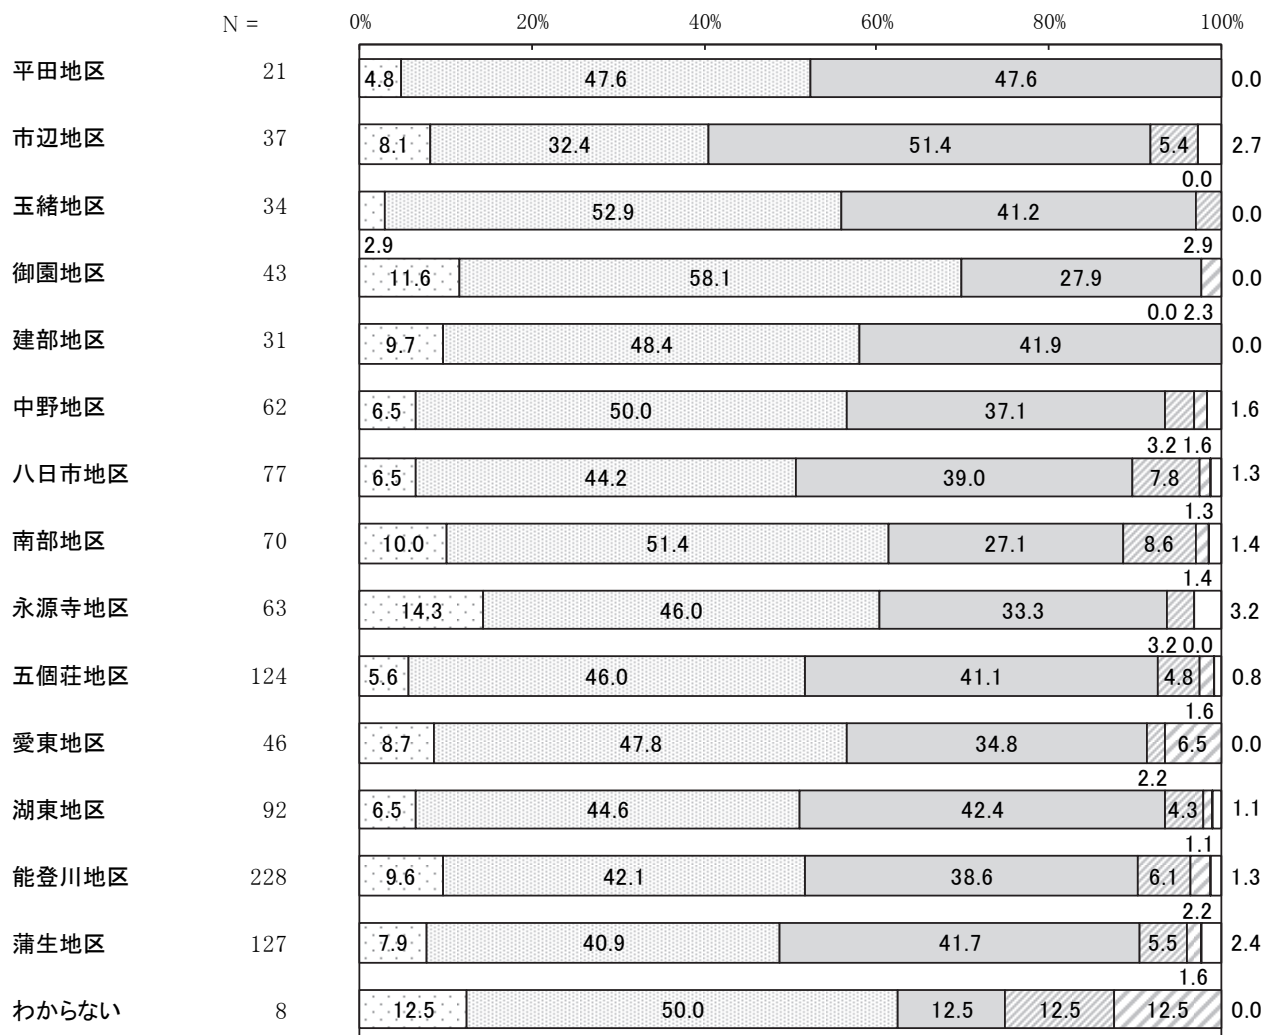 N = 0% 20% 40% 60% 80% 100%
平田地区 21 4.8 47.6 47.6 0.0
市辺地区 37 8.1 32.4 51.4 5.4 2.7
0.0
玉緒地区 34 52.9 41.2 0.0
2.9 2.9
御園地区 43 11.6 58.1 27.9 0.0
0.0 2.3
建部地区 31 9.7 48.4 41.9 0.0
中野地区 62 6.5 50.0 37.1 1.6
3.2 1.6
八日市地区 77 6.5 44.2 39.0 7.8 1.3
1.3
南部地区 70 10.0 51.4 27.1 8.6 1.4
1.4
永源寺地区 63 14.3 46.0 33.3 3.2
3.2 0.0
五個荘地区 124 5.6 46.0 41.1 4.8 0.8
1.6
愛東地区 46 8.7 47.8 34.8 6.5 0.0
2.2
湖東地区 92 6.5 44.6 42.4 4.3 1.1
1.1
能登川地区 228 9.6 42.1 38.6 6.1 1.3
2.2
蒲生地区 127 7.9 40.9 41.7 5.5 2.4
1.6
わからない 8 12.5 50.0 12.5 12.5 12.5 0.0